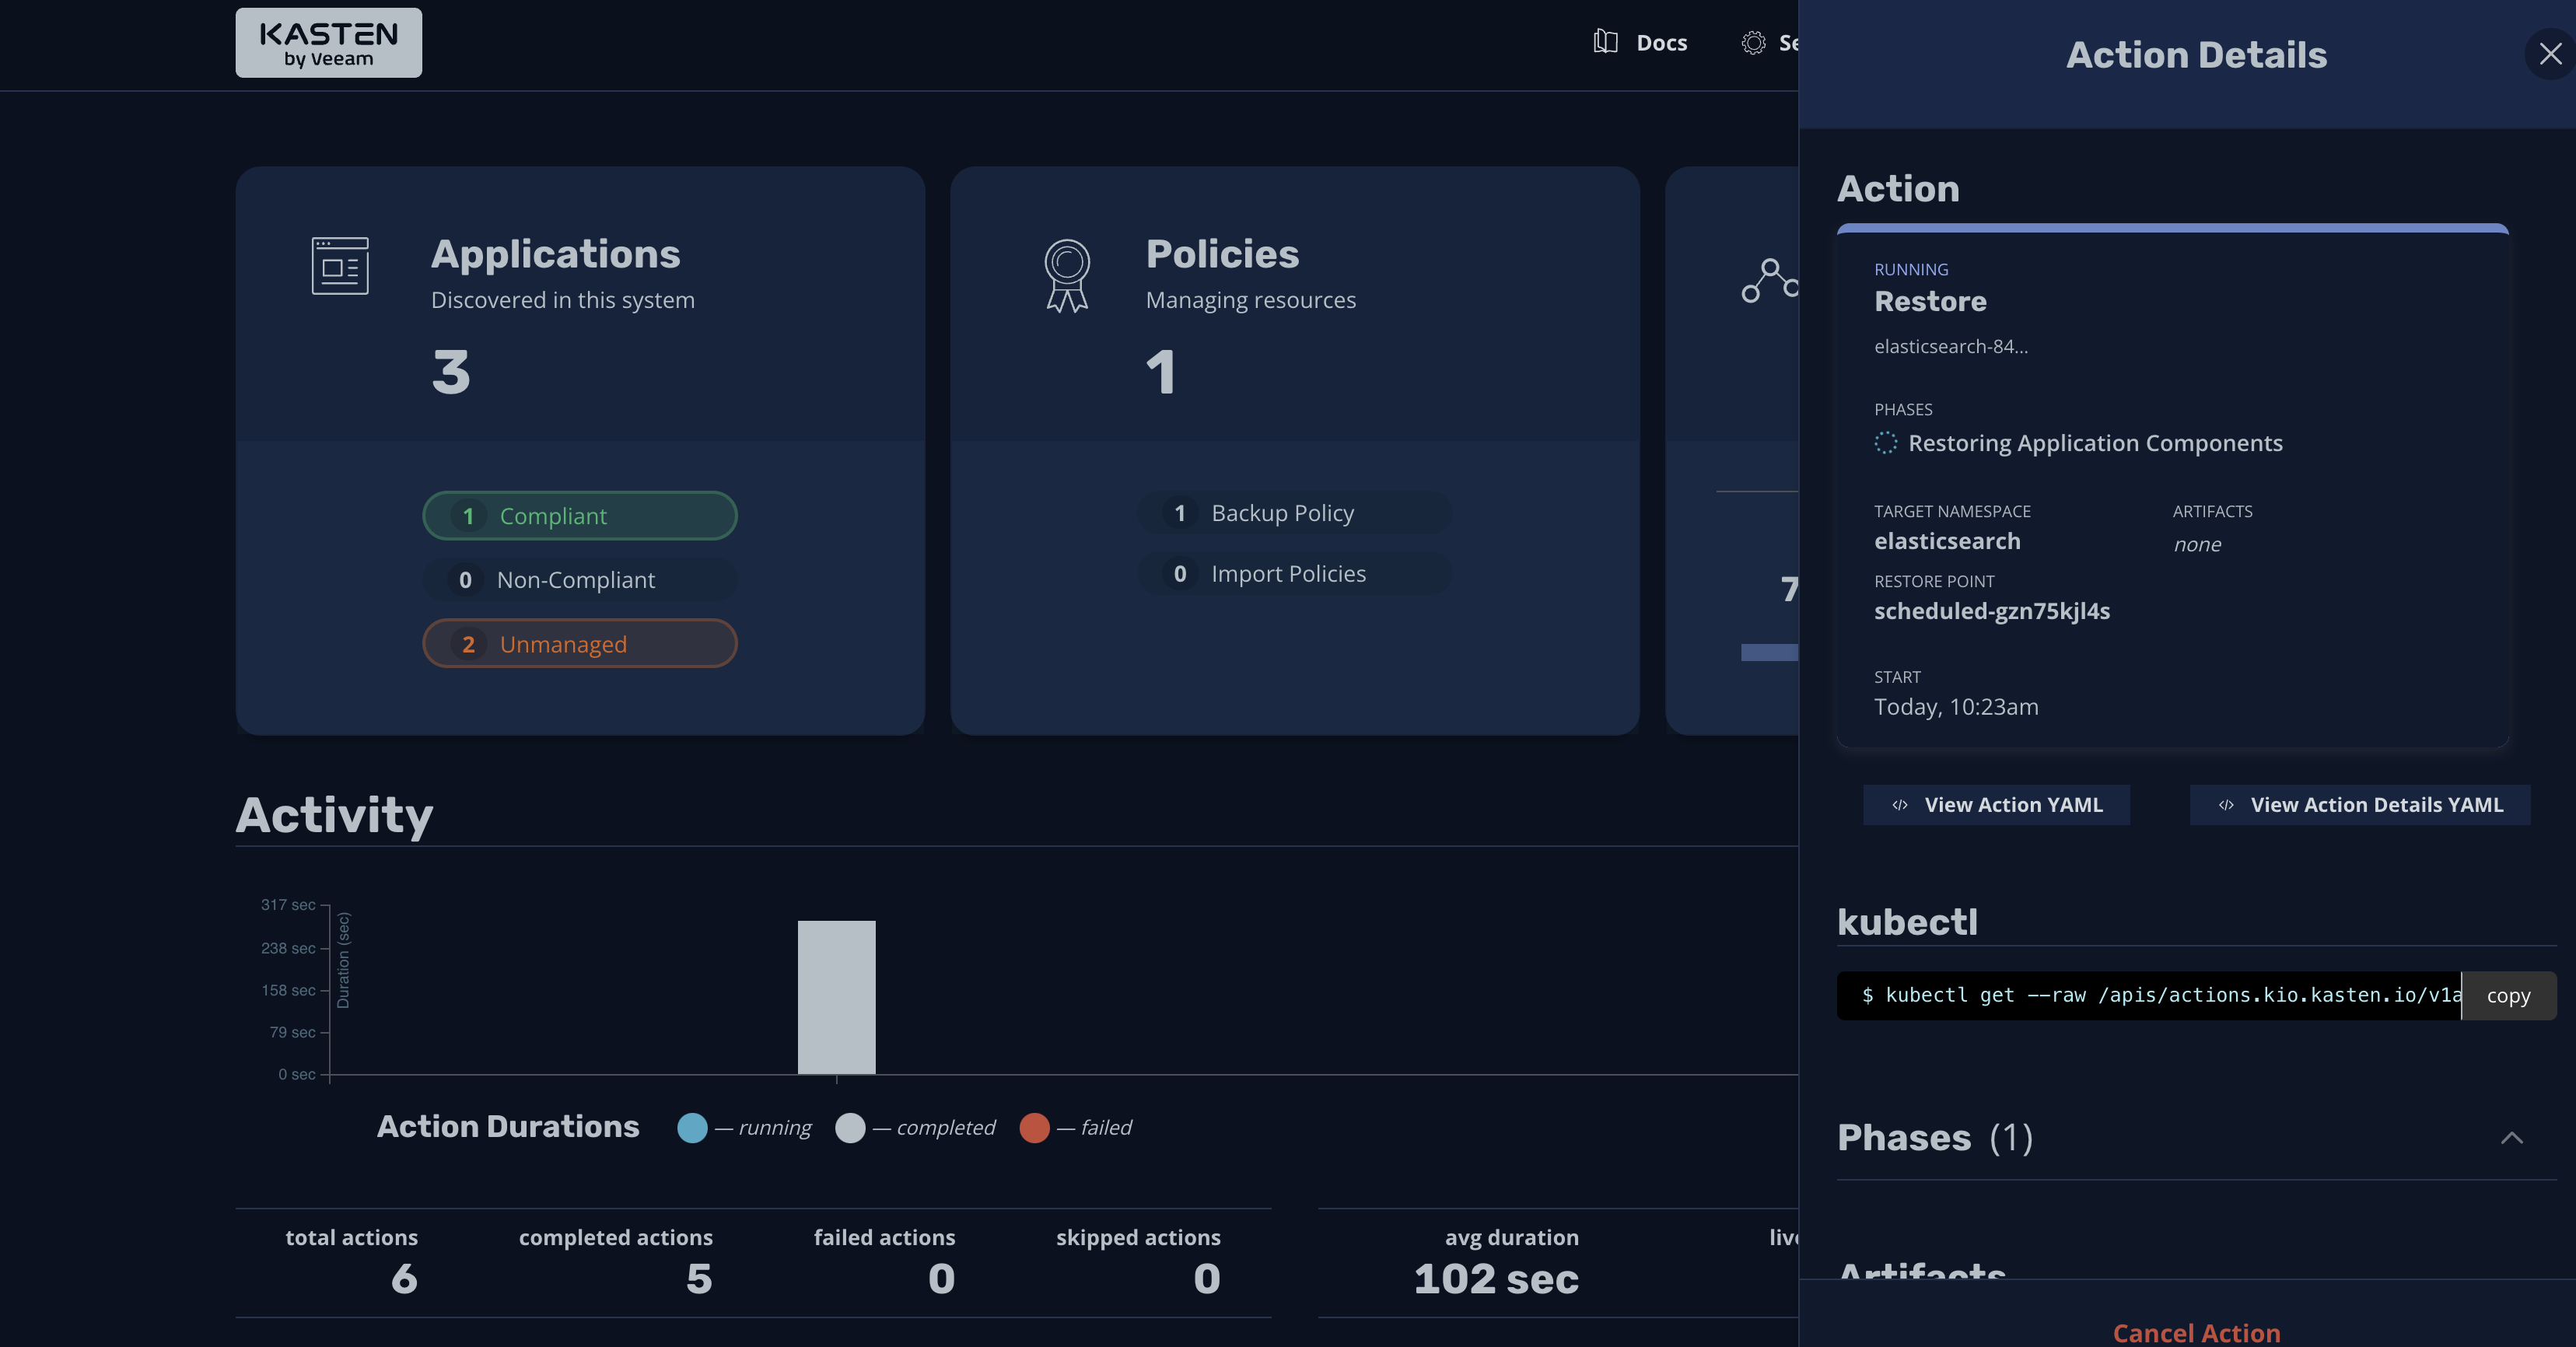 KASTEN
by Veeam
Docs
Applications
Discovered in this system
3
1 Compliant
0 Non-Compliant
2 Unmanaged
Policies
Managing resources
1
1 Backup Policy
0 Import Policies
7
Activity
317 sec
238 sec
158 sec
79 sec
0 sec
Duration (sec)
Action Durations — running — completed — failed
total actions completed actions failed actions skipped actions avg duration
6 5 0 0 102 sec
Action Details
Action
RUNNING
Restore
elasticsearch-84...
PHASES
Restoring Application Components
TARGET NAMESPACE ARTIFACTS
elasticsearch none
RESTORE POINT
scheduled-gzn75kjl4s
START
Today, 10:23am
</> View Action YAML </> View Action Details YAML
kubectl
$ kubectl get --raw /apis/actions.kio.kasten.io/v1a copy
Phases (1)
Artifacts
Cancel Action